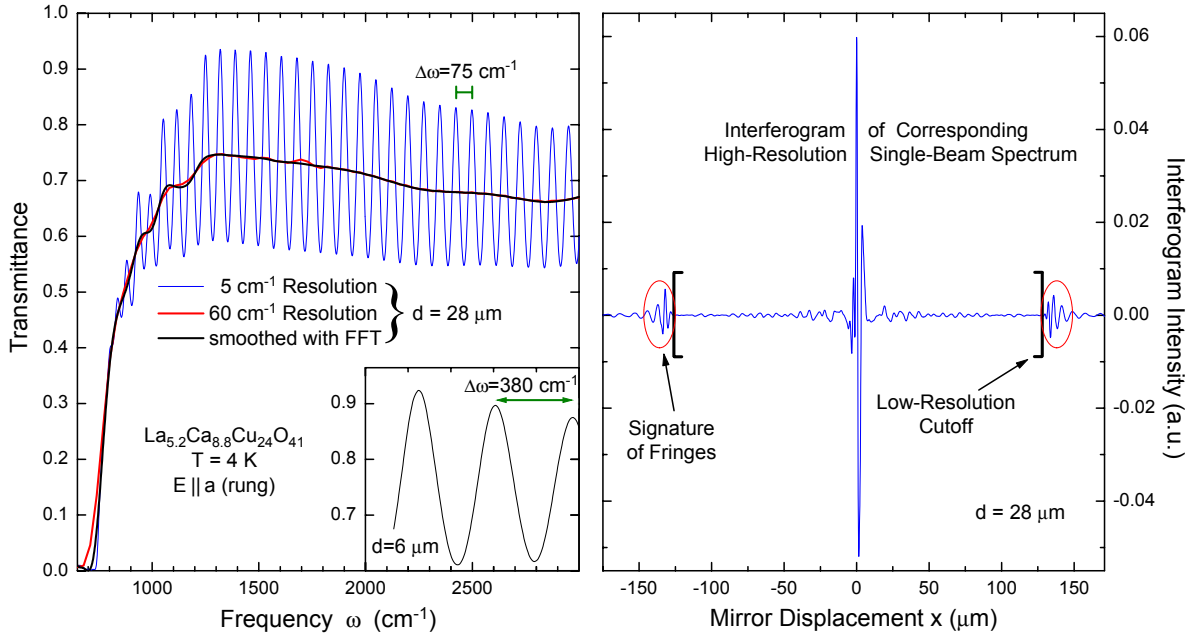 Transmittance
1.0
0.9
0.8
0.7
0.6
0.5
0.4
0.3
0.2
0.1
0.0
Δω=75 cm⁻¹
5 cm⁻¹ Resolution
60 cm⁻¹ Resolution
smoothed with FFT
} d = 28 μm
La₅.₂Ca₈.₈Cu₂₄O₄₁
T = 4 K
E || a (rung)
Δω=380 cm⁻¹
0.9
0.8
0.7
d=6 μm
1000 1500 2000 2500
Frequency ω (cm⁻¹)
Interferogram of Corresponding
High-Resolution Single-Beam Spectrum
Signature
of Fringes
Low-Resolution
Cutoff
d = 28 μm
0.06
0.04
0.02
0.00
-0.02
-0.04
Interferogram Intensity (a.u.)
-150 -100 -50 0 50 100 150
Mirror Displacement x (μm)